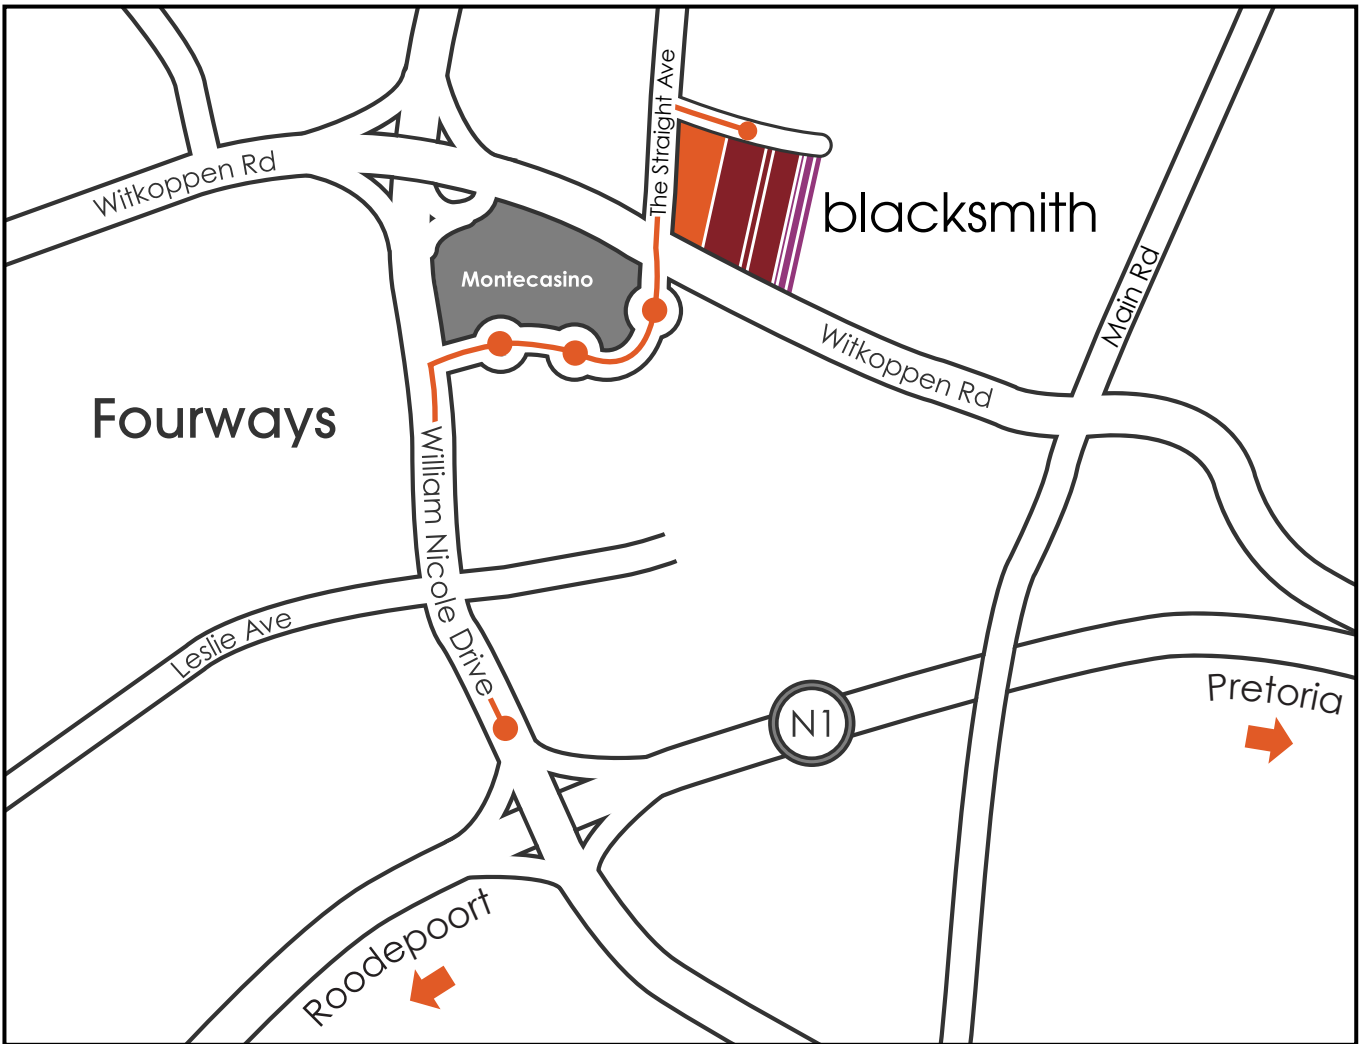 The Straight Ave
Witkoppen Rd
blacksmith
Montecasino
Main Rd
Witkoppen Rd
Fourways
William Nicole Drive
Leslie Ave
Pretoria
N1
Roodepoort